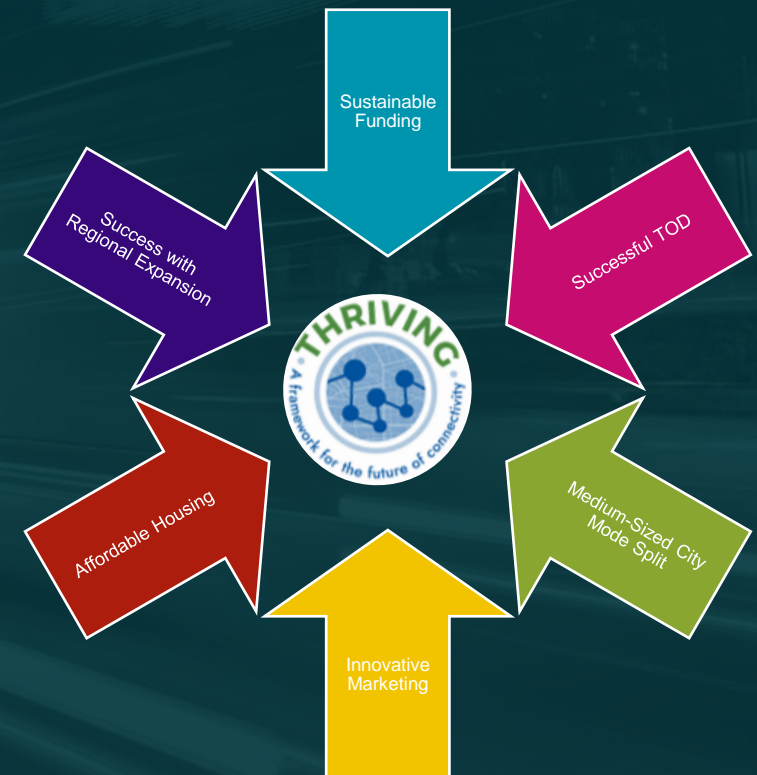 Sustainable
Funding
Success with
Regional Expansion
Successful TOD
THRIVING
A framework for the future of connectivity
Affordable Housing
Medium-Sized City
Mode Split
Innovative
Marketing